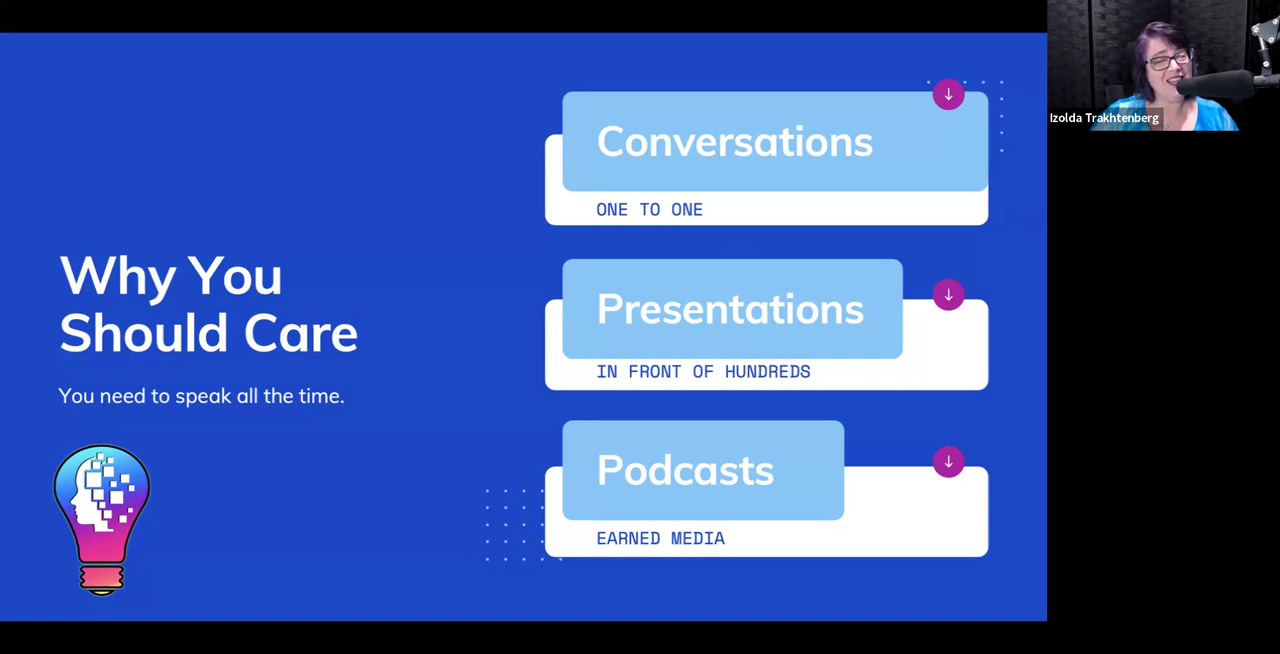 Why You
Should Care
You need to speak all the time.
Conversations
ONE TO ONE
Presentations
IN FRONT OF HUNDREDS
Podcasts
EARNED MEDIA
Izolda Trakhtenberg